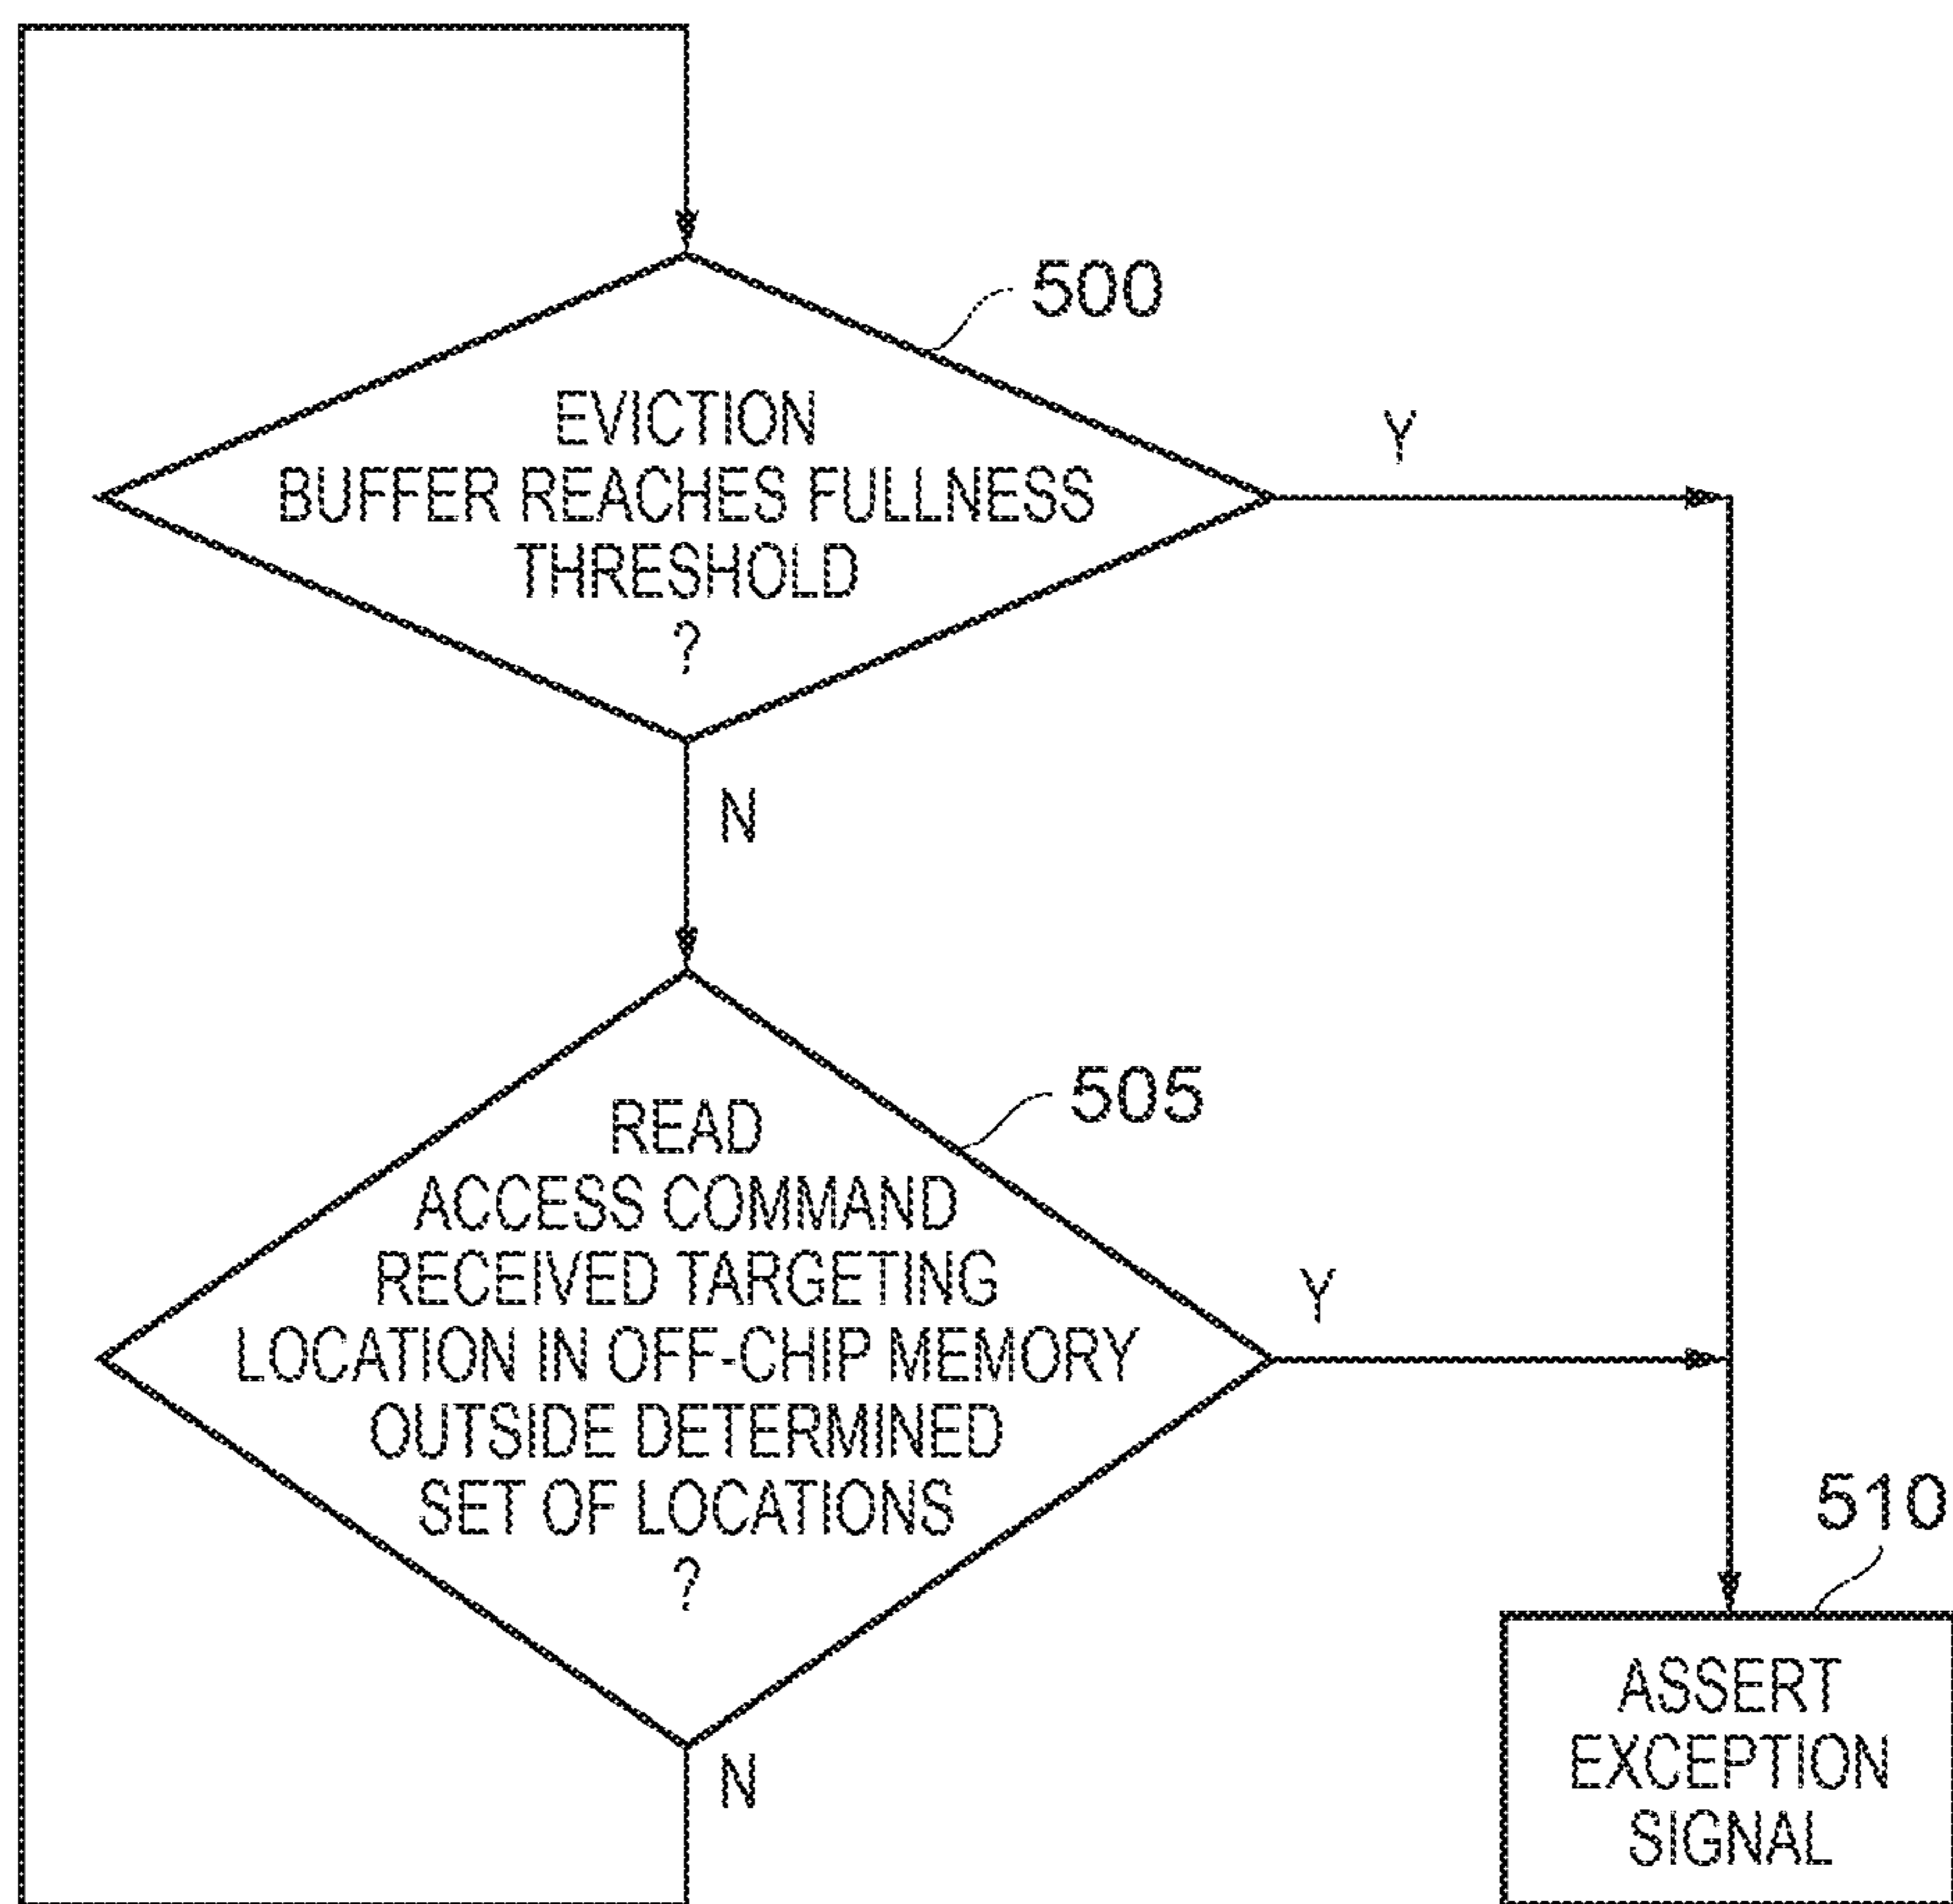 500
EVICTION
BUFFER REACHES FULLNESS
THRESHOLD
?
Y
N
505
READ
ACCESS COMMAND
RECEIVED TARGETING
LOCATION IN OFF-CHIP MEMORY
OUTSIDE DETERMINED
SET OF LOCATIONS
?
Y
N
510
ASSERT
EXCEPTION
SIGNAL